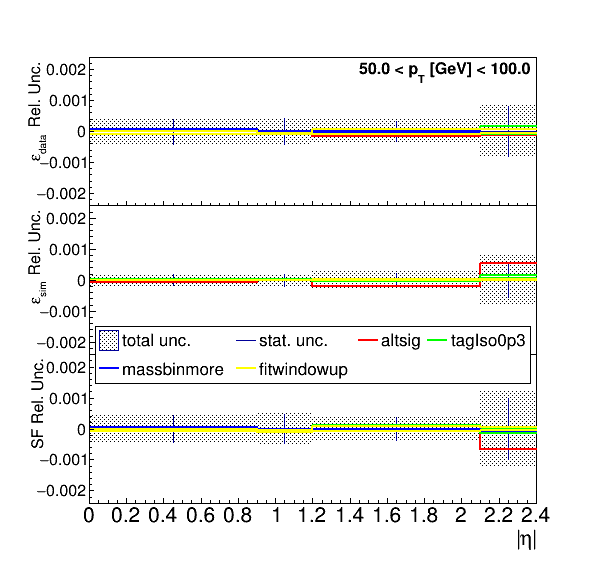 50.0 < pT [GeV] < 100.0
εdata Rel. Unc.
0.002
0.001
0
−0.001
−0.002
εsim Rel. Unc.
0.002
0.001
0
−0.001
−0.002
total unc. stat. unc. altsig tagIso0p3
massbinmore fitwindowup
SF Rel. Unc.
0.002
0.001
0
−0.001
−0.002
0 0.2 0.4 0.6 0.8 1 1.2 1.4 1.6 1.8 2 2.2 2.4
|η|